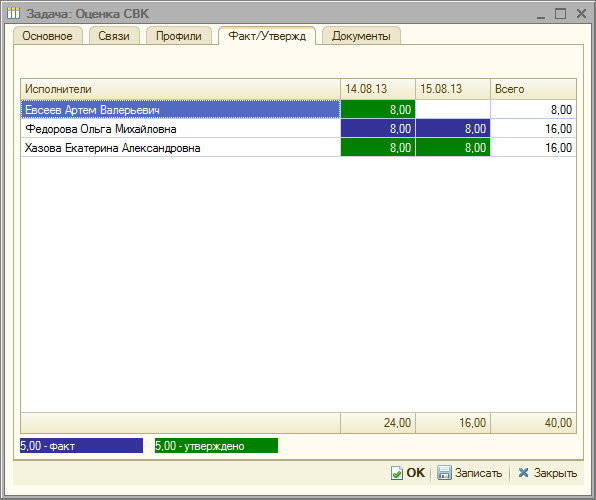 Задача: Оценка СВК
Основное Связи Профили Факт/Утвержд Документы
Исполнители 14.08.13 15.08.13 Всего
Евсеев Артем Валерьевич 8,00 8,00
Федорова Ольга Михайловна 8,00 8,00 16,00
Хазова Екатерина Александровна 8,00 8,00 16,00
24,00 16,00 40,00
5,00 - факт 5,00 - утверждено
OK Записать Закрыть